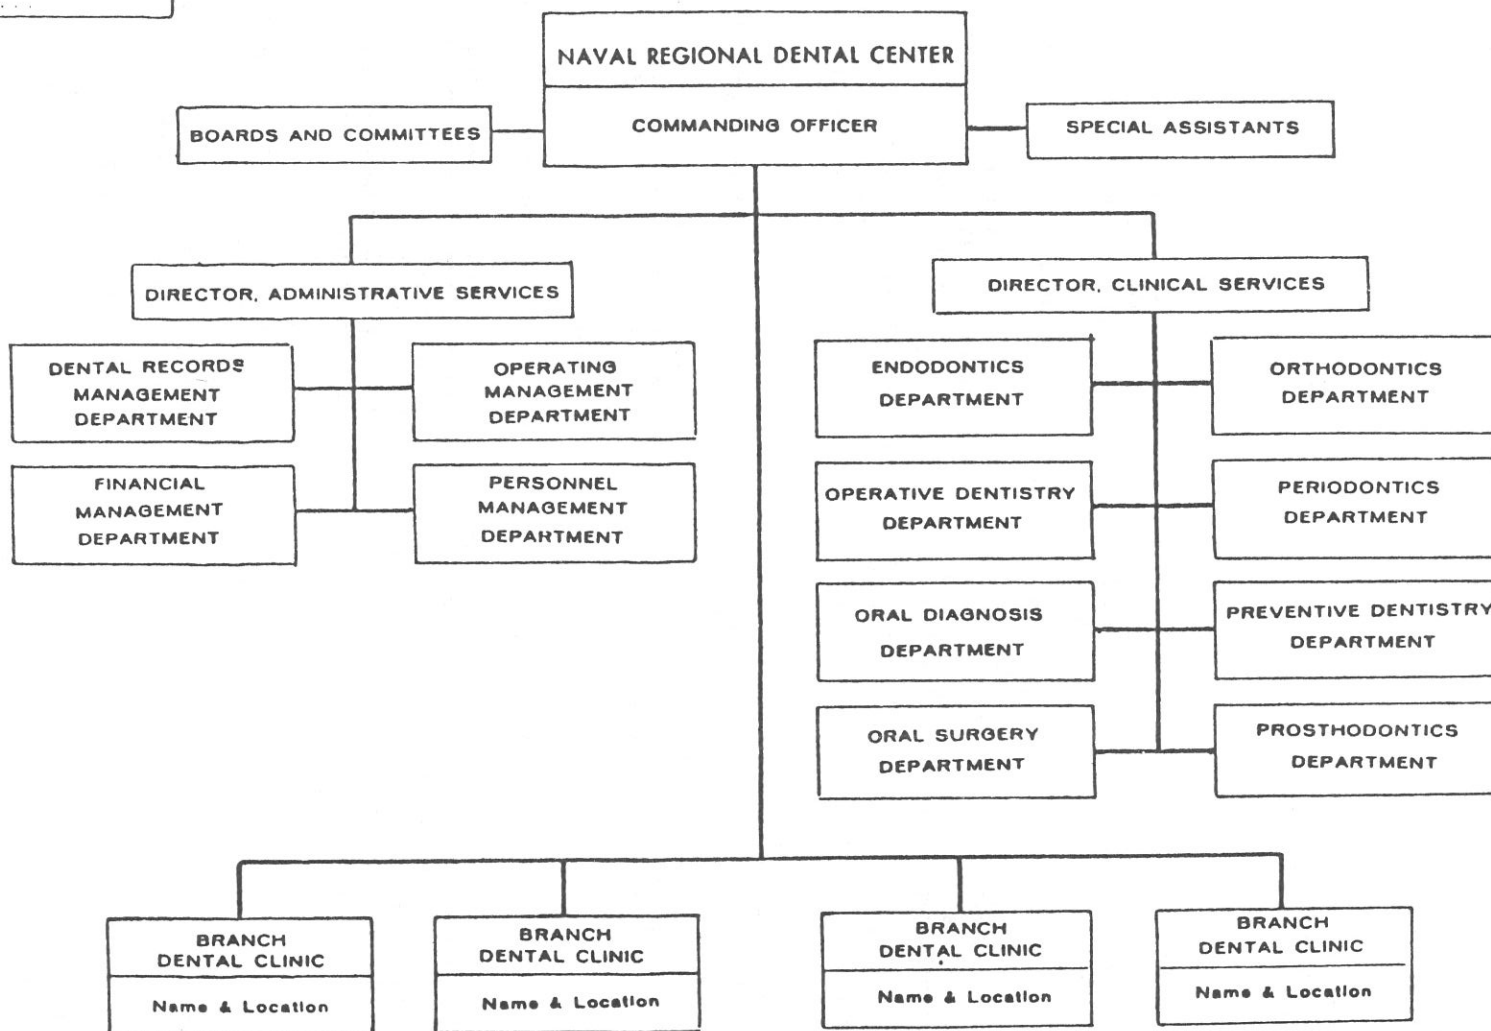 NAVAL REGIONAL DENTAL CENTER
COMMANDING OFFICER
BOARDS AND COMMITTEES
SPECIAL ASSISTANTS
DIRECTOR, ADMINISTRATIVE SERVICES
DENTAL RECORDS
MANAGEMENT
DEPARTMENT
OPERATING
MANAGEMENT
DEPARTMENT
FINANCIAL
MANAGEMENT
DEPARTMENT
PERSONNEL
MANAGEMENT
DEPARTMENT
DIRECTOR, CLINICAL SERVICES
ENDODONTICS
DEPARTMENT
ORTHODONTICS
DEPARTMENT
OPERATIVE DENTISTRY
DEPARTMENT
PERIODONTICS
DEPARTMENT
ORAL DIAGNOSIS
DEPARTMENT
PREVENTIVE DENTISTRY
DEPARTMENT
ORAL SURGERY
DEPARTMENT
PROSTHODONTICS
DEPARTMENT
BRANCH
DENTAL CLINIC
Name & Location
BRANCH
DENTAL CLINIC
Name & Location
BRANCH
DENTAL CLINIC
Name & Location
BRANCH
DENTAL CLINIC
Name & Location